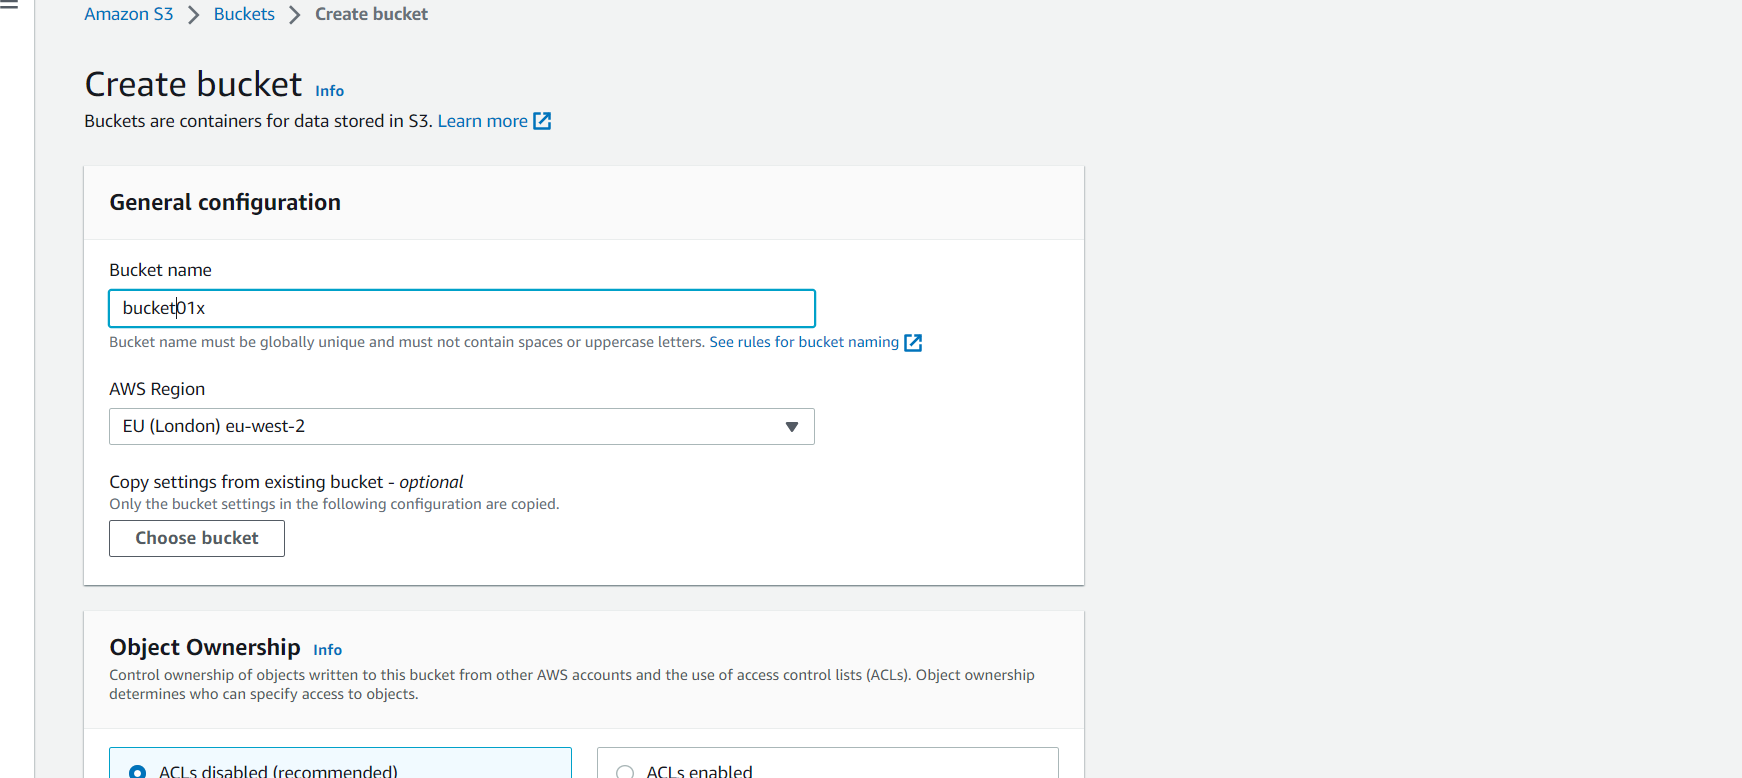 Amazon S3 > Buckets > Create bucket
Create bucket Info
Buckets are containers for data stored in S3. Learn more
General configuration
Bucket name
bucket01x
Bucket name must be globally unique and must not contain spaces or uppercase letters. See rules for bucket naming
AWS Region
EU (London) eu-west-2
Copy settings from existing bucket - optional
Only the bucket settings in the following configuration are copied.
Choose bucket
Object Ownership Info
Control ownership of objects written to this bucket from other AWS accounts and the use of access control lists (ACLs). Object ownership
determines who can specify access to objects.
ACLs disabled (recommended)
ACLs enabled